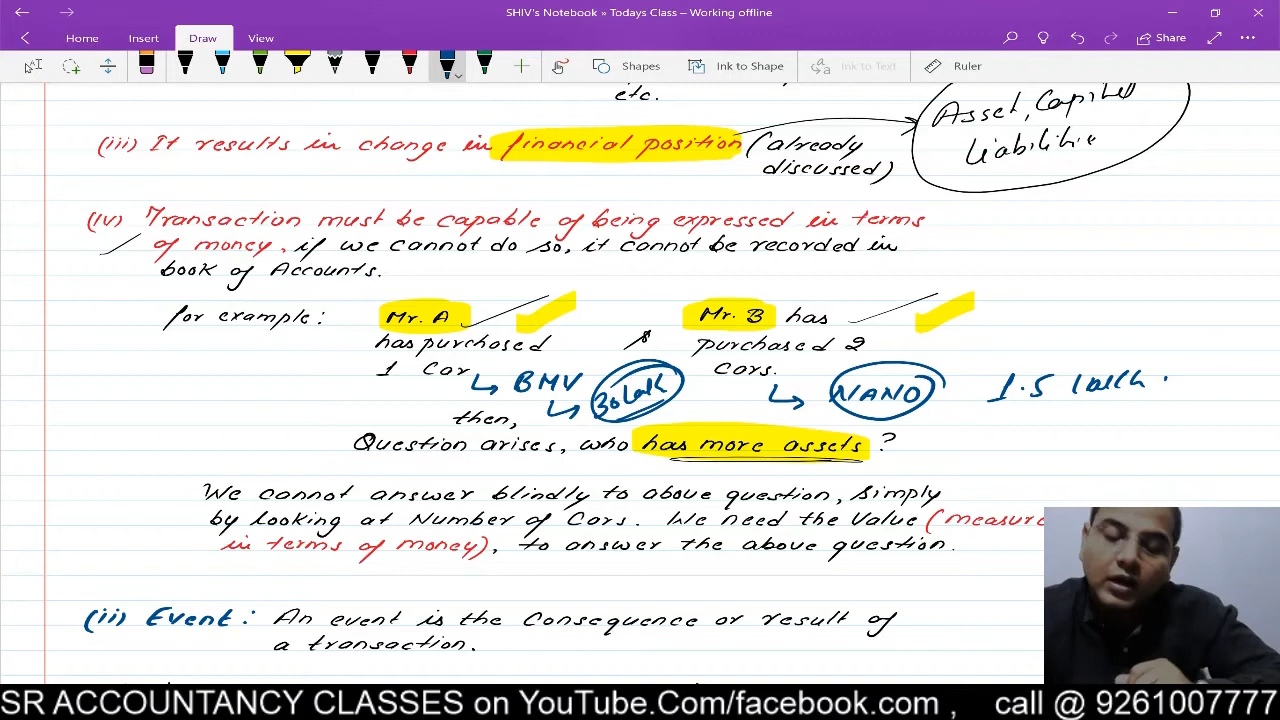 SHIV's Notebook » Todays Class – Working offline
Home Insert Draw View Share
Shapes Ink to Shape Ink to Text Ruler
etc.
Asset, Capital
Liabilitie
(iii) It results in change in financial position (already
discussed)
(iv) Transaction must be capable of being expressed in terms
of money, if we cannot do so, it cannot be recorded in
book of Accounts.
for example: Mr. A Mr. B has
has purchased & purchased 2
1 Car cars.
BMV 30 Lakh NANO 1.5 lakh.
then,
Question arises, who has more assets ?
We cannot answer blindly to above question, simply
by looking at Number of Cars. We need the Value (measur
in terms of money), to answer the above question.
(ii) Event: An event is the consequence or result of
a transaction.
SR ACCOUNTANCY CLASSES on YouTube.Com/facebook.com , call @ 9261007777